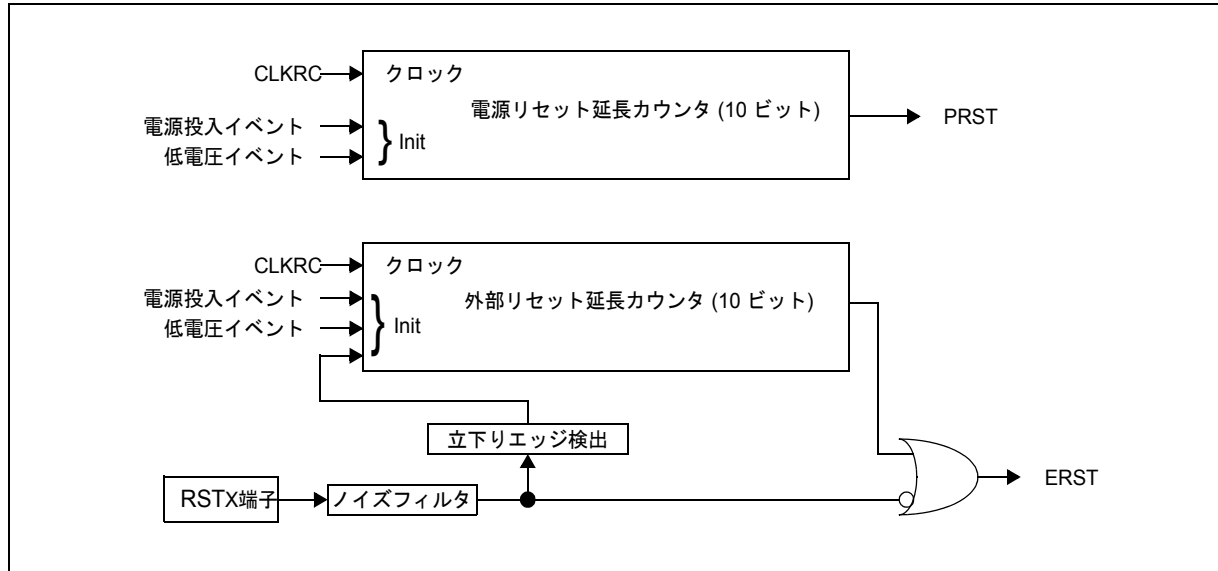 CLKRC
クロック
電源リセット延長カウンタ (10 ビット)
PRST
電源投入イベント
低電圧イベント
} Init
CLKRC
クロック
外部リセット延長カウンタ (10 ビット)
電源投入イベント
低電圧イベント
} Init
立下りエッジ検出
RSTX端子
ノイズフィルタ
ERST